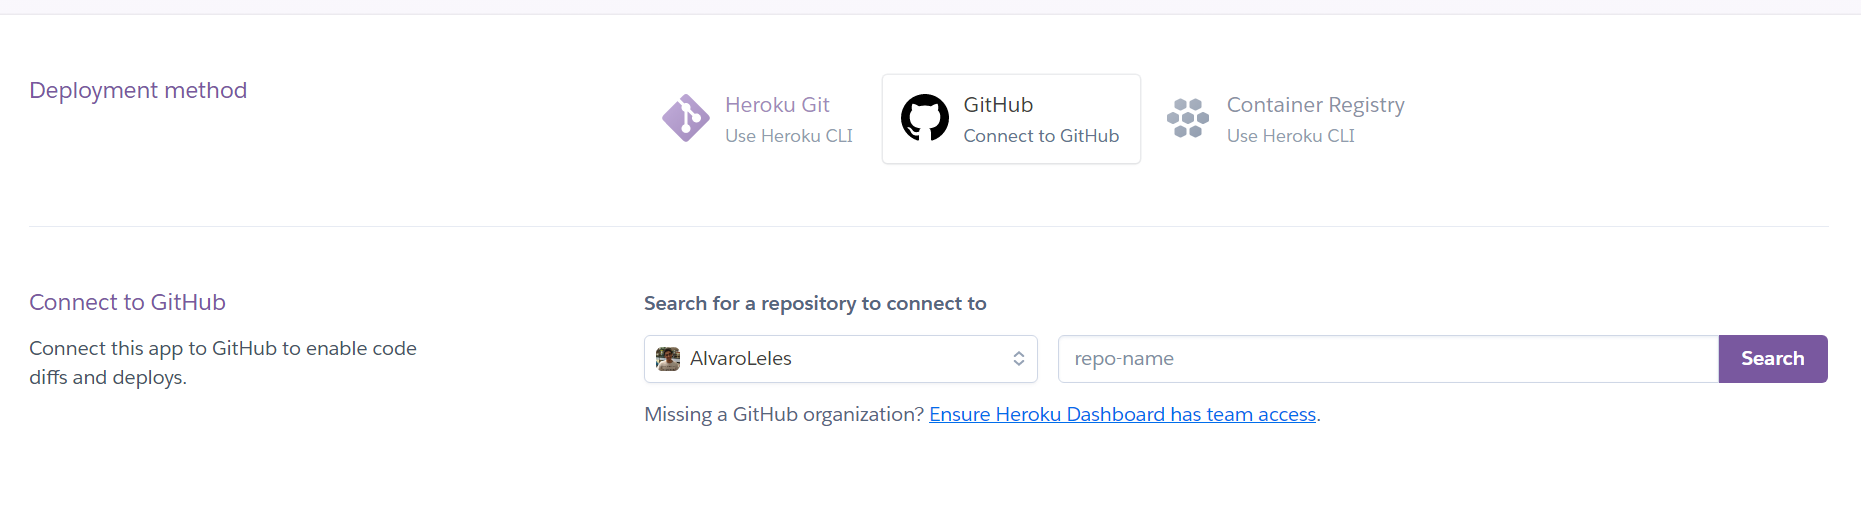 Deployment method
Heroku Git
Use Heroku CLI
GitHub
Connect to GitHub
Container Registry
Use Heroku CLI
Connect to GitHub
Connect this app to GitHub to enable code
diffs and deploys.
Search for a repository to connect to
AlvaroLeles
repo-name
Search
Missing a GitHub organization? Ensure Heroku Dashboard has team access.